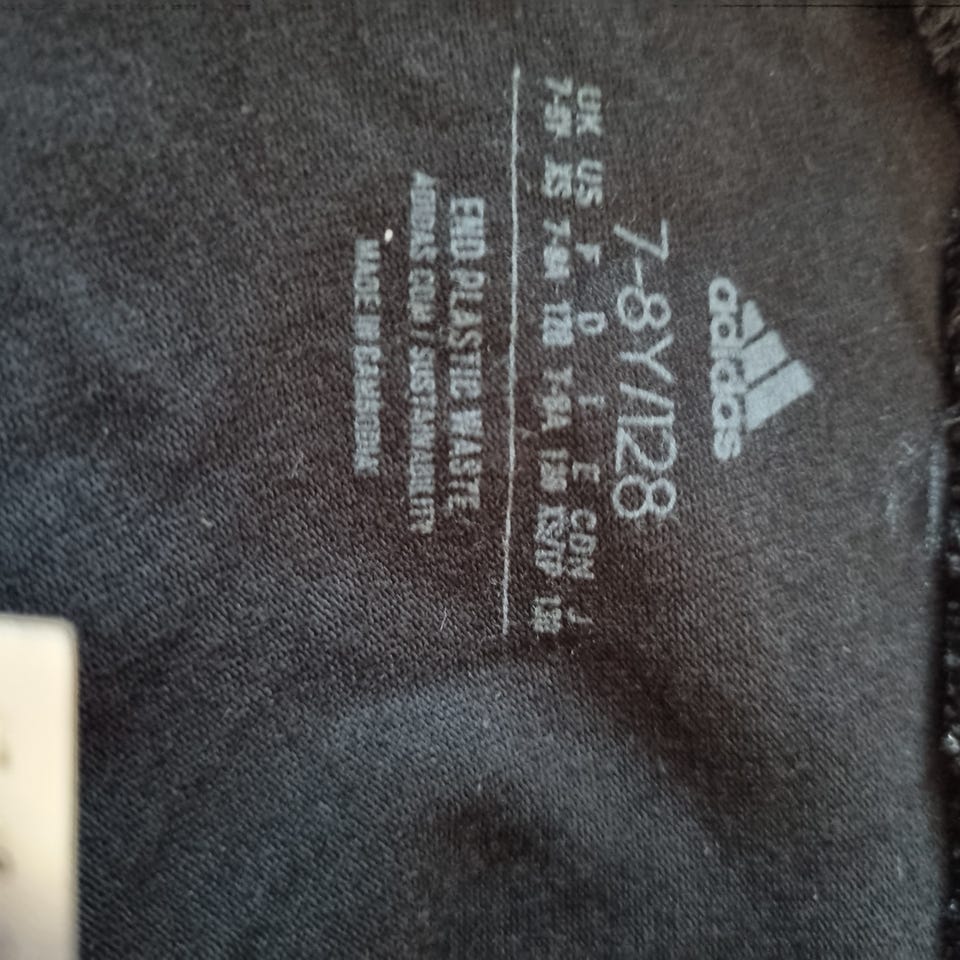 adidas
7-8Y/128
UK US F D I E CDN J
7-8Y XS 7-8A 128 7-8A 128 XS/TP 130
END PLASTIC WASTE
ADIDAS.COM / SUSTAINABILITY
MADE IN CAMBODIA